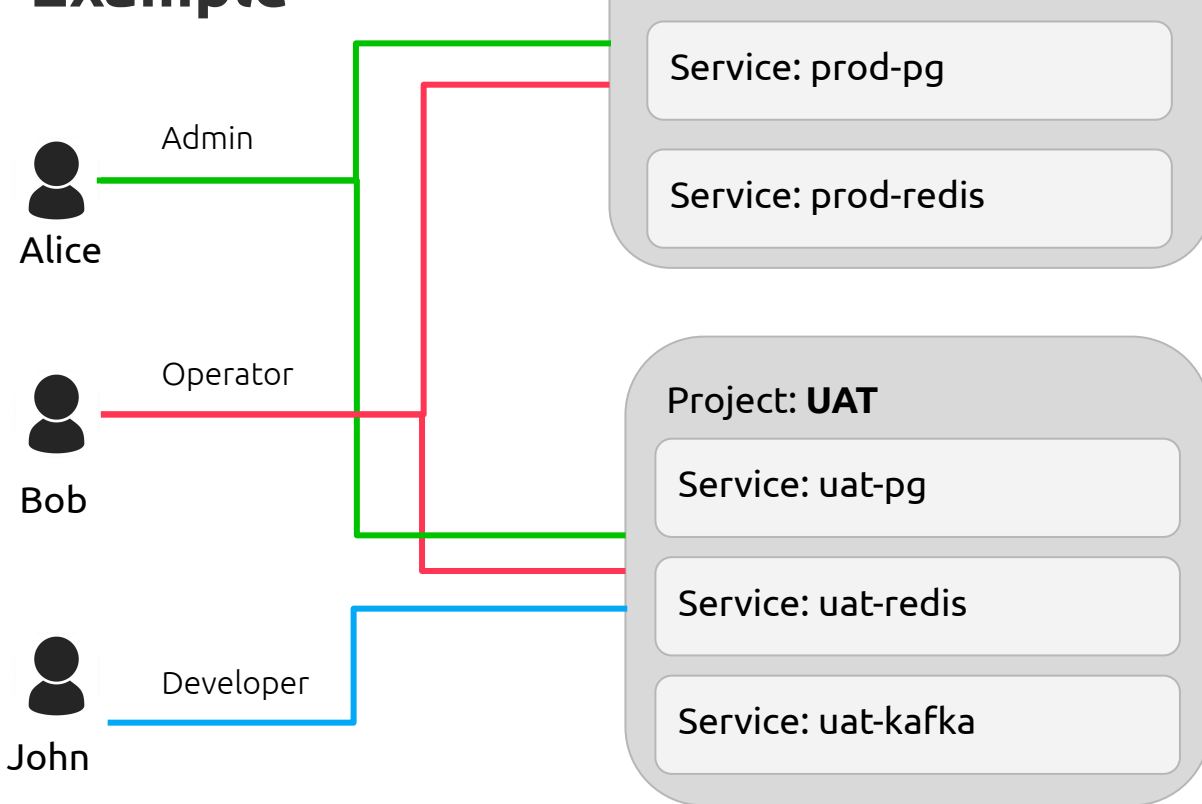 Example
Service: prod-pg
Service: prod-redis
Admin
Alice
Operator
Bob
Project: UAT
Service: uat-pg
Service: uat-redis
Service: uat-kafka
Developer
John